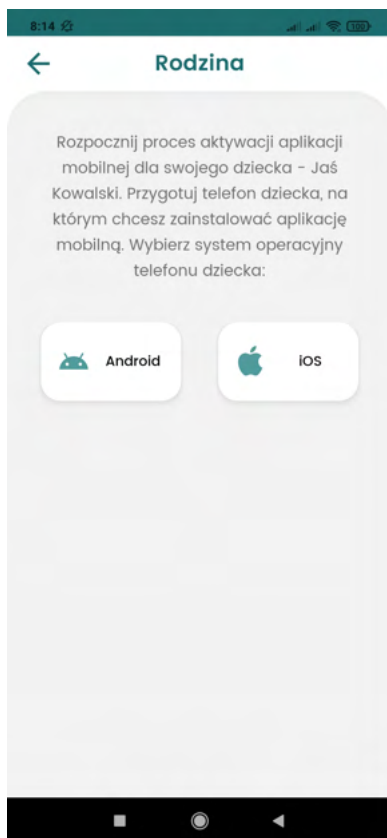 8:14
100
Rodzina
Rozpocznij proces aktywacji aplikacji
mobilnej dla swojego dziecka - Jaś
Kowalski. Przygotuj telefon dziecka, na
którym chcesz zainstalować aplikację
mobilną. Wybierz system operacyjny
telefonu dziecka:
Android
iOS